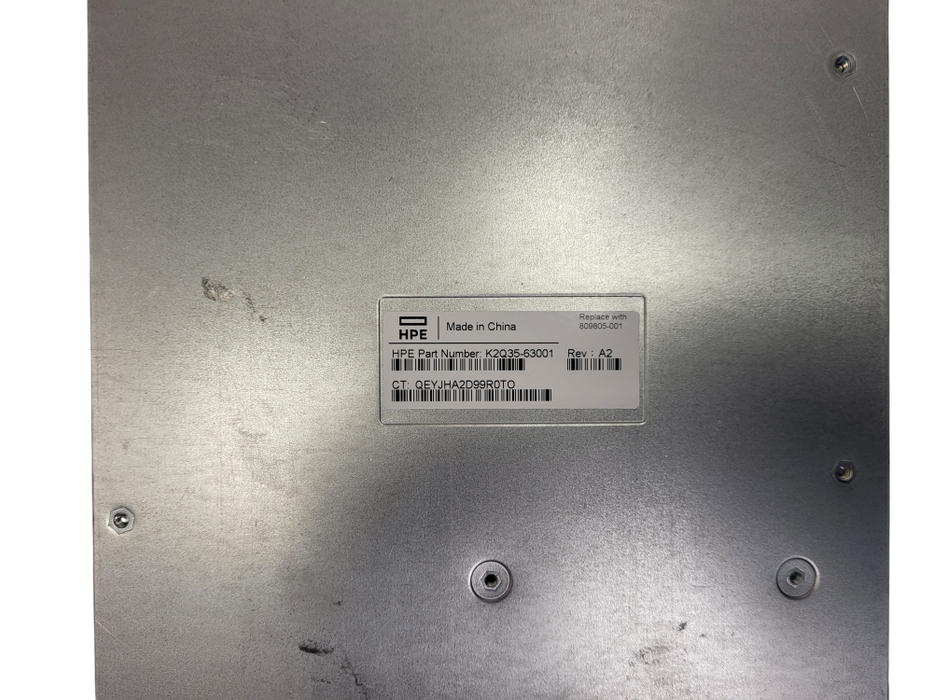 HPE
Made in China
Replace with
809805-001
HPE Part Number: K2Q35-63001 Rev : A2
CT: QEYJHA2D99R0TO